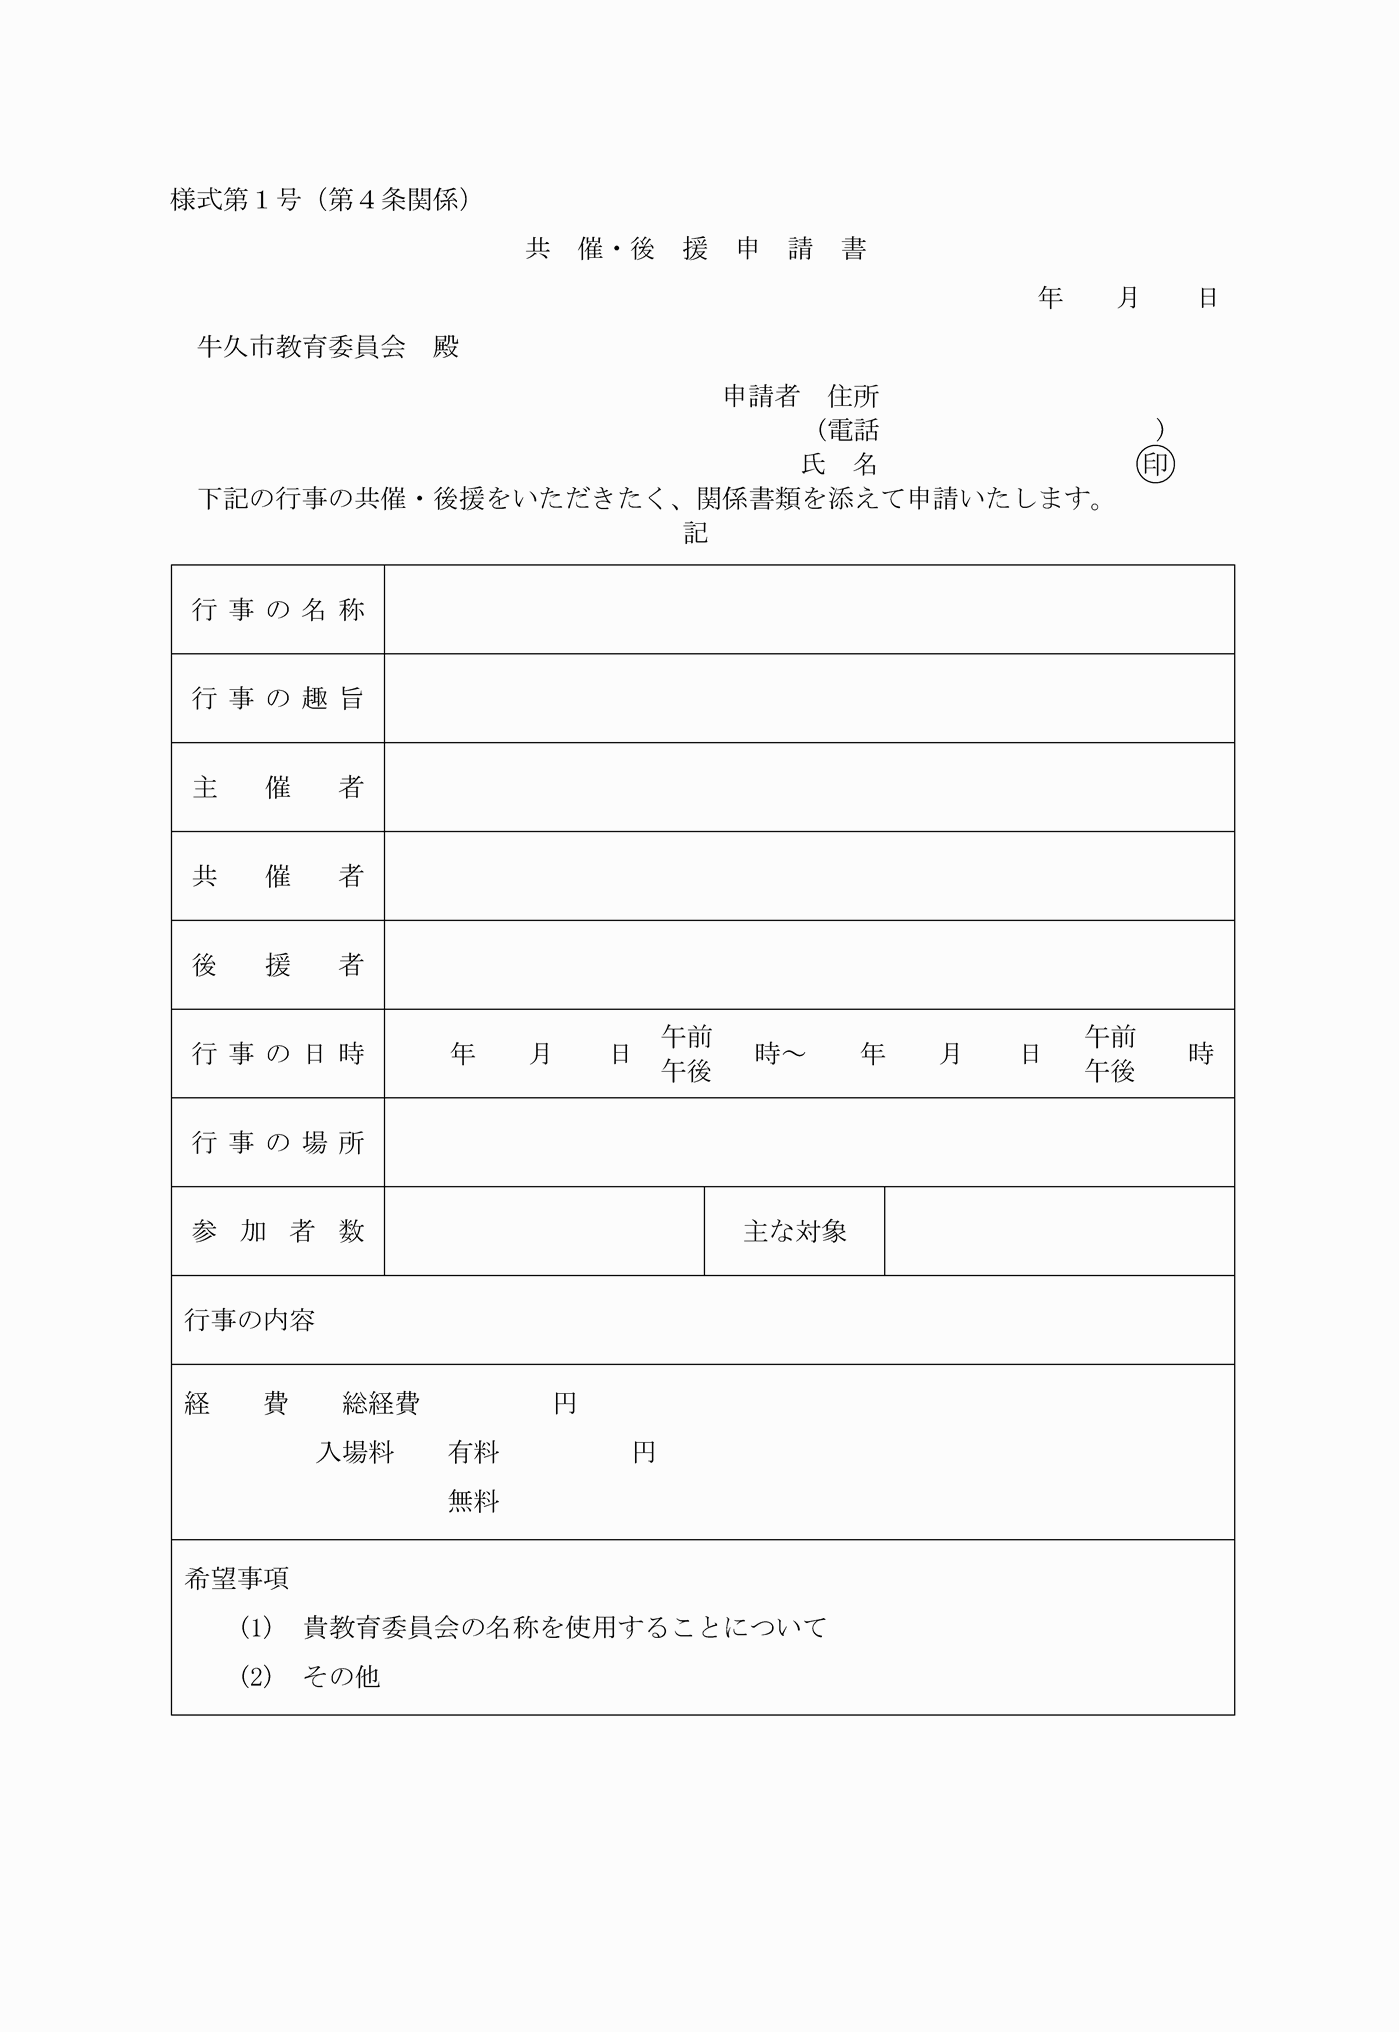 様式第１号（第４条関係）
共　催・後　援　申　請　書
年　　月　　日
牛久市教育委員会　殿
申請者　住所
（電話　　　　　　　　　　）
氏　名　　　　　　　　　　㊞
下記の行事の共催・後援をいただきたく、関係書類を添えて申請いたします。
記
行事の名称
行事の趣旨
主催者
共催者
後援者
行事の日時　　年　　月　　日　午前　時～　　年　　月　　日　午前　　時
午後　　午後
行事の場所
参加者数　　主な対象
行事の内容
経　　費　　総経費　　　　　円
入場料　　有料　　　　　円
無料
希望事項
(1)　貴教育委員会の名称を使用することについて
(2)　その他